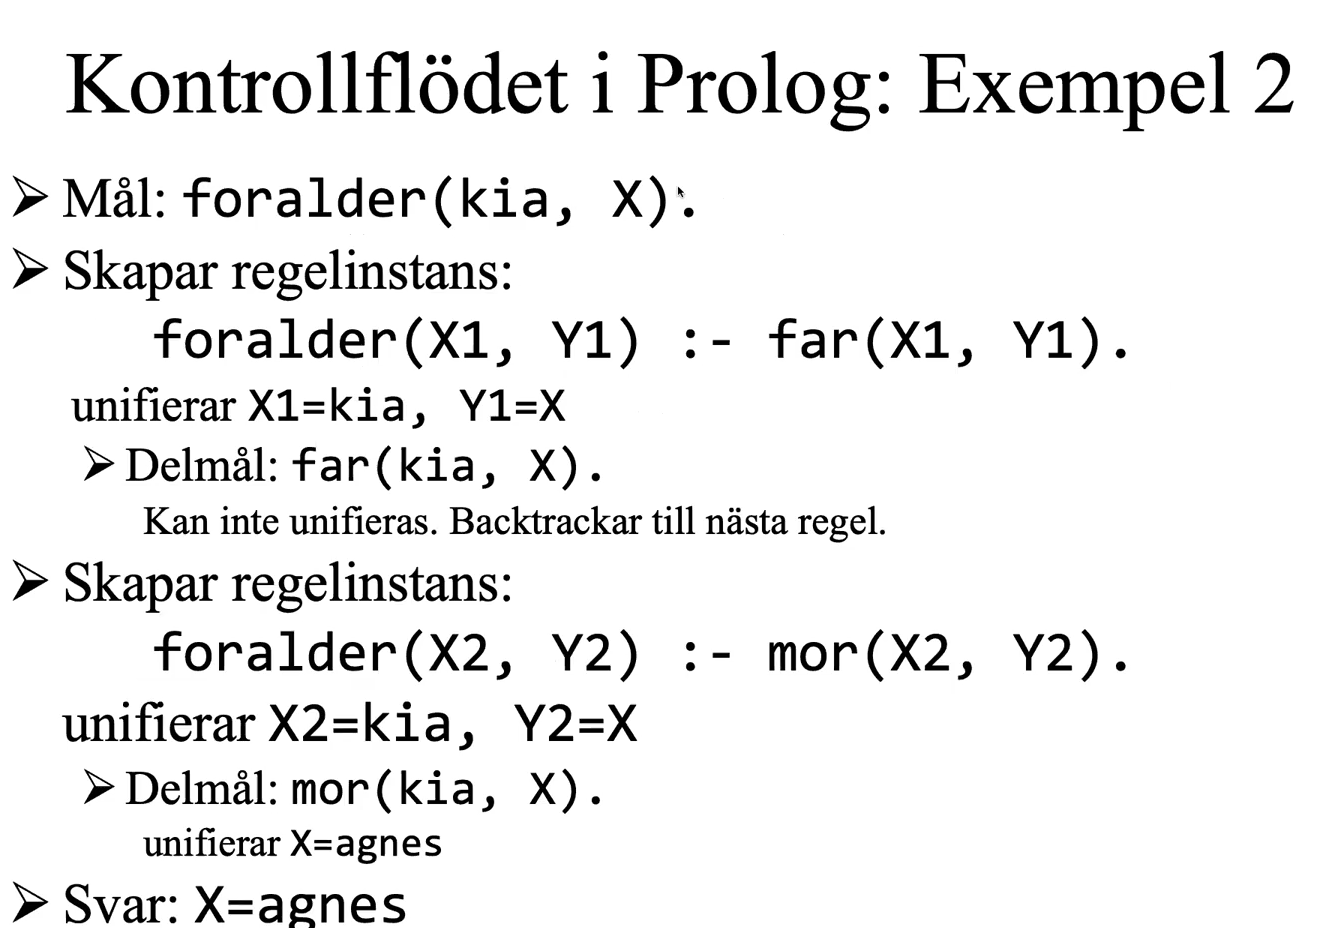 Kontrollflödet i Prolog: Exempel 2
➢ Mål: foralder(kia, X).
➢ Skapar regelinstans:
foralder(X1, Y1) :- far(X1, Y1).
unifierar X1=kia, Y1=X
➢ Delmål: far(kia, X).
Kan inte unifieras. Backtrackar till nästa regel.
➢ Skapar regelinstans:
foralder(X2, Y2) :- mor(X2, Y2).
unifierar X2=kia, Y2=X
➢ Delmål: mor(kia, X).
unifierar X=agnes
➢ Svar: X=agnes